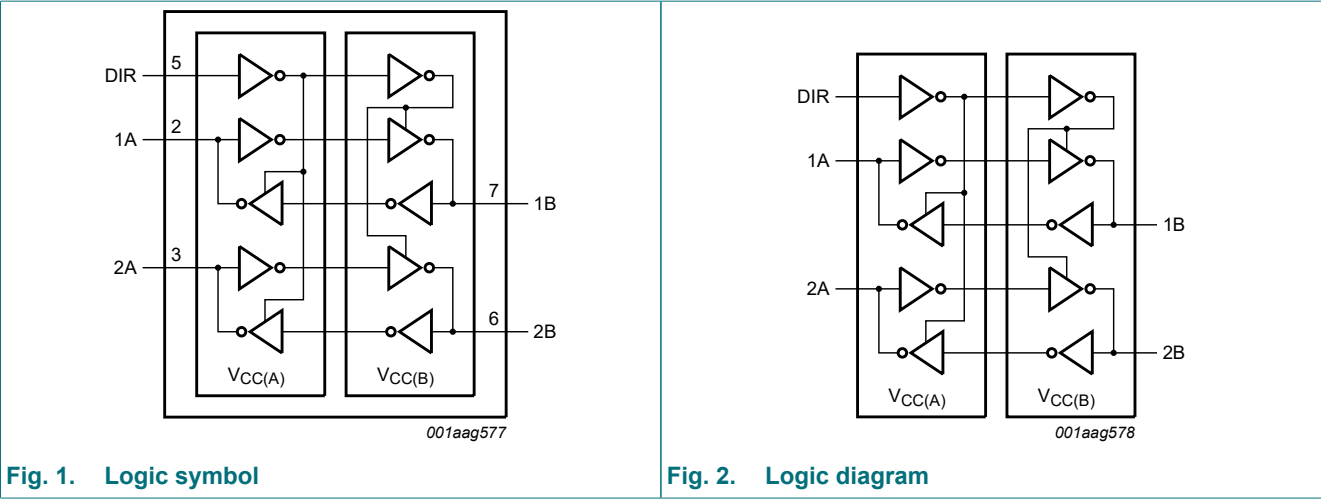 DIR
5
1A
2
7
1B
2A
3
6
2B
VCC(A)
VCC(B)
001aag577
Fig. 1. Logic symbol
DIR
1A
1B
2A
2B
VCC(A)
VCC(B)
001aag578
Fig. 2. Logic diagram